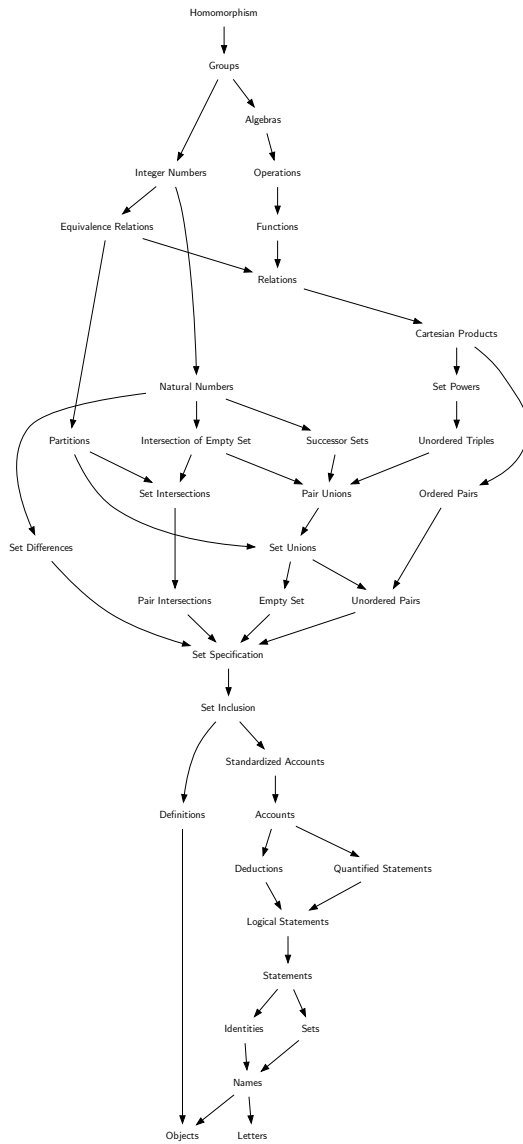 Homomorphism
Groups
Algebras
Integer Numbers
Operations
Equivalence Relations
Functions
Relations
Cartesian Products
Natural Numbers
Set Powers
Partitions
Intersection of Empty Set
Successor Sets
Unordered Triples
Set Intersections
Pair Unions
Ordered Pairs
Set Differences
Set Unions
Pair Intersections
Empty Set
Unordered Pairs
Set Specification
Set Inclusion
Standardized Accounts
Definitions
Accounts
Deductions
Quantified Statements
Logical Statements
Statements
Identities
Sets
Names
Objects
Letters